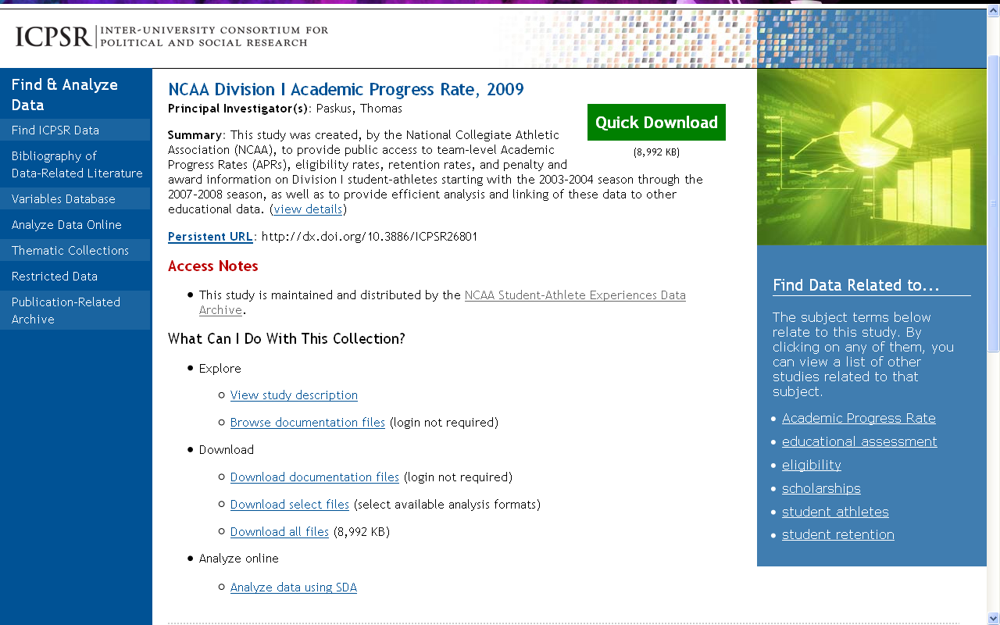 ICPSR INTER-UNIVERSITY CONSORTIUM FOR
POLITICAL AND SOCIAL RESEARCH
Find & Analyze
Data
Find ICPSR Data
Bibliography of
Data-Related Literature
Variables Database
Analyze Data Online
Thematic Collections
Restricted Data
Publication-Related
Archive
NCAA Division I Academic Progress Rate, 2009
Principal Investigator(s): Paskus, Thomas
Quick Download
(8,992 KB)
Summary: This study was created, by the National Collegiate Athletic
Association (NCAA), to provide public access to team-level Academic
Progress Rates (APRs), eligibility rates, retention rates, and penalty and
award information on Division I student-athletes starting with the 2003-2004 season through the
2007-2008 season, as well as to provide efficient analysis and linking of these data to other
educational data. (view details)
Persistent URL: http://dx.doi.org/10.3886/ICPSR26801
Access Notes
This study is maintained and distributed by the NCAA Student-Athlete Experiences Data
Archive.
What Can I Do With This Collection?
Explore
View study description
Browse documentation files (login not required)
Download
Download documentation files (login not required)
Download select files (select available analysis formats)
Download all files (8,992 KB)
Analyze online
Analyze data using SDA
Find Data Related to...
The subject terms below
relate to this study. By
clicking on any of them, you
can view a list of other
studies related to that
subject.
Academic Progress Rate
educational assessment
eligibility
scholarships
student athletes
student retention